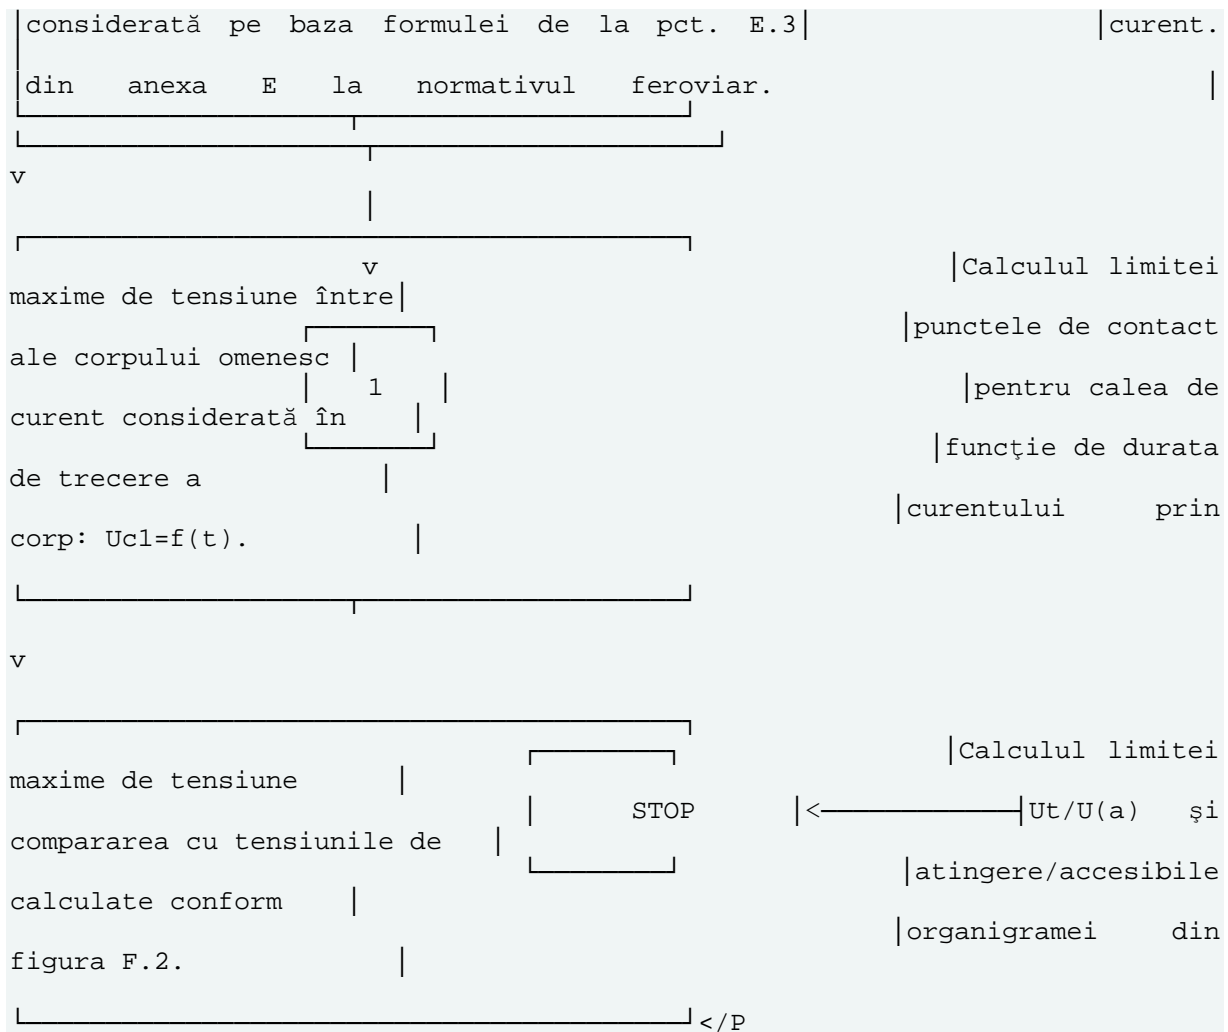 considerată pe baza formulei de la pct. E.3 curent.
din anexa E la normativul feroviar.
v
v Calculul limitei
maxime de tensiune între
punctele de contact
ale corpului omenesc
1 pentru calea de
curent considerată în
funcţie de durata
de trecere a
curentului prin
corp: Uc1=f(t).
v
Calculul limitei
maxime de tensiune
STOP < Ut/U(a) şi
compararea cu tensiunile de
atingere/accesibile
calculate conform
organigramei din
figura F.2.
</P